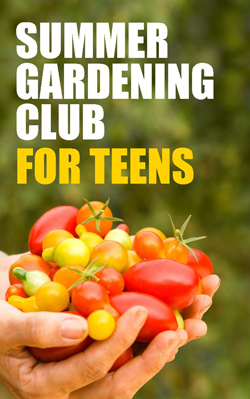 SUMMER
GARDENING
CLUB
FOR TEENS